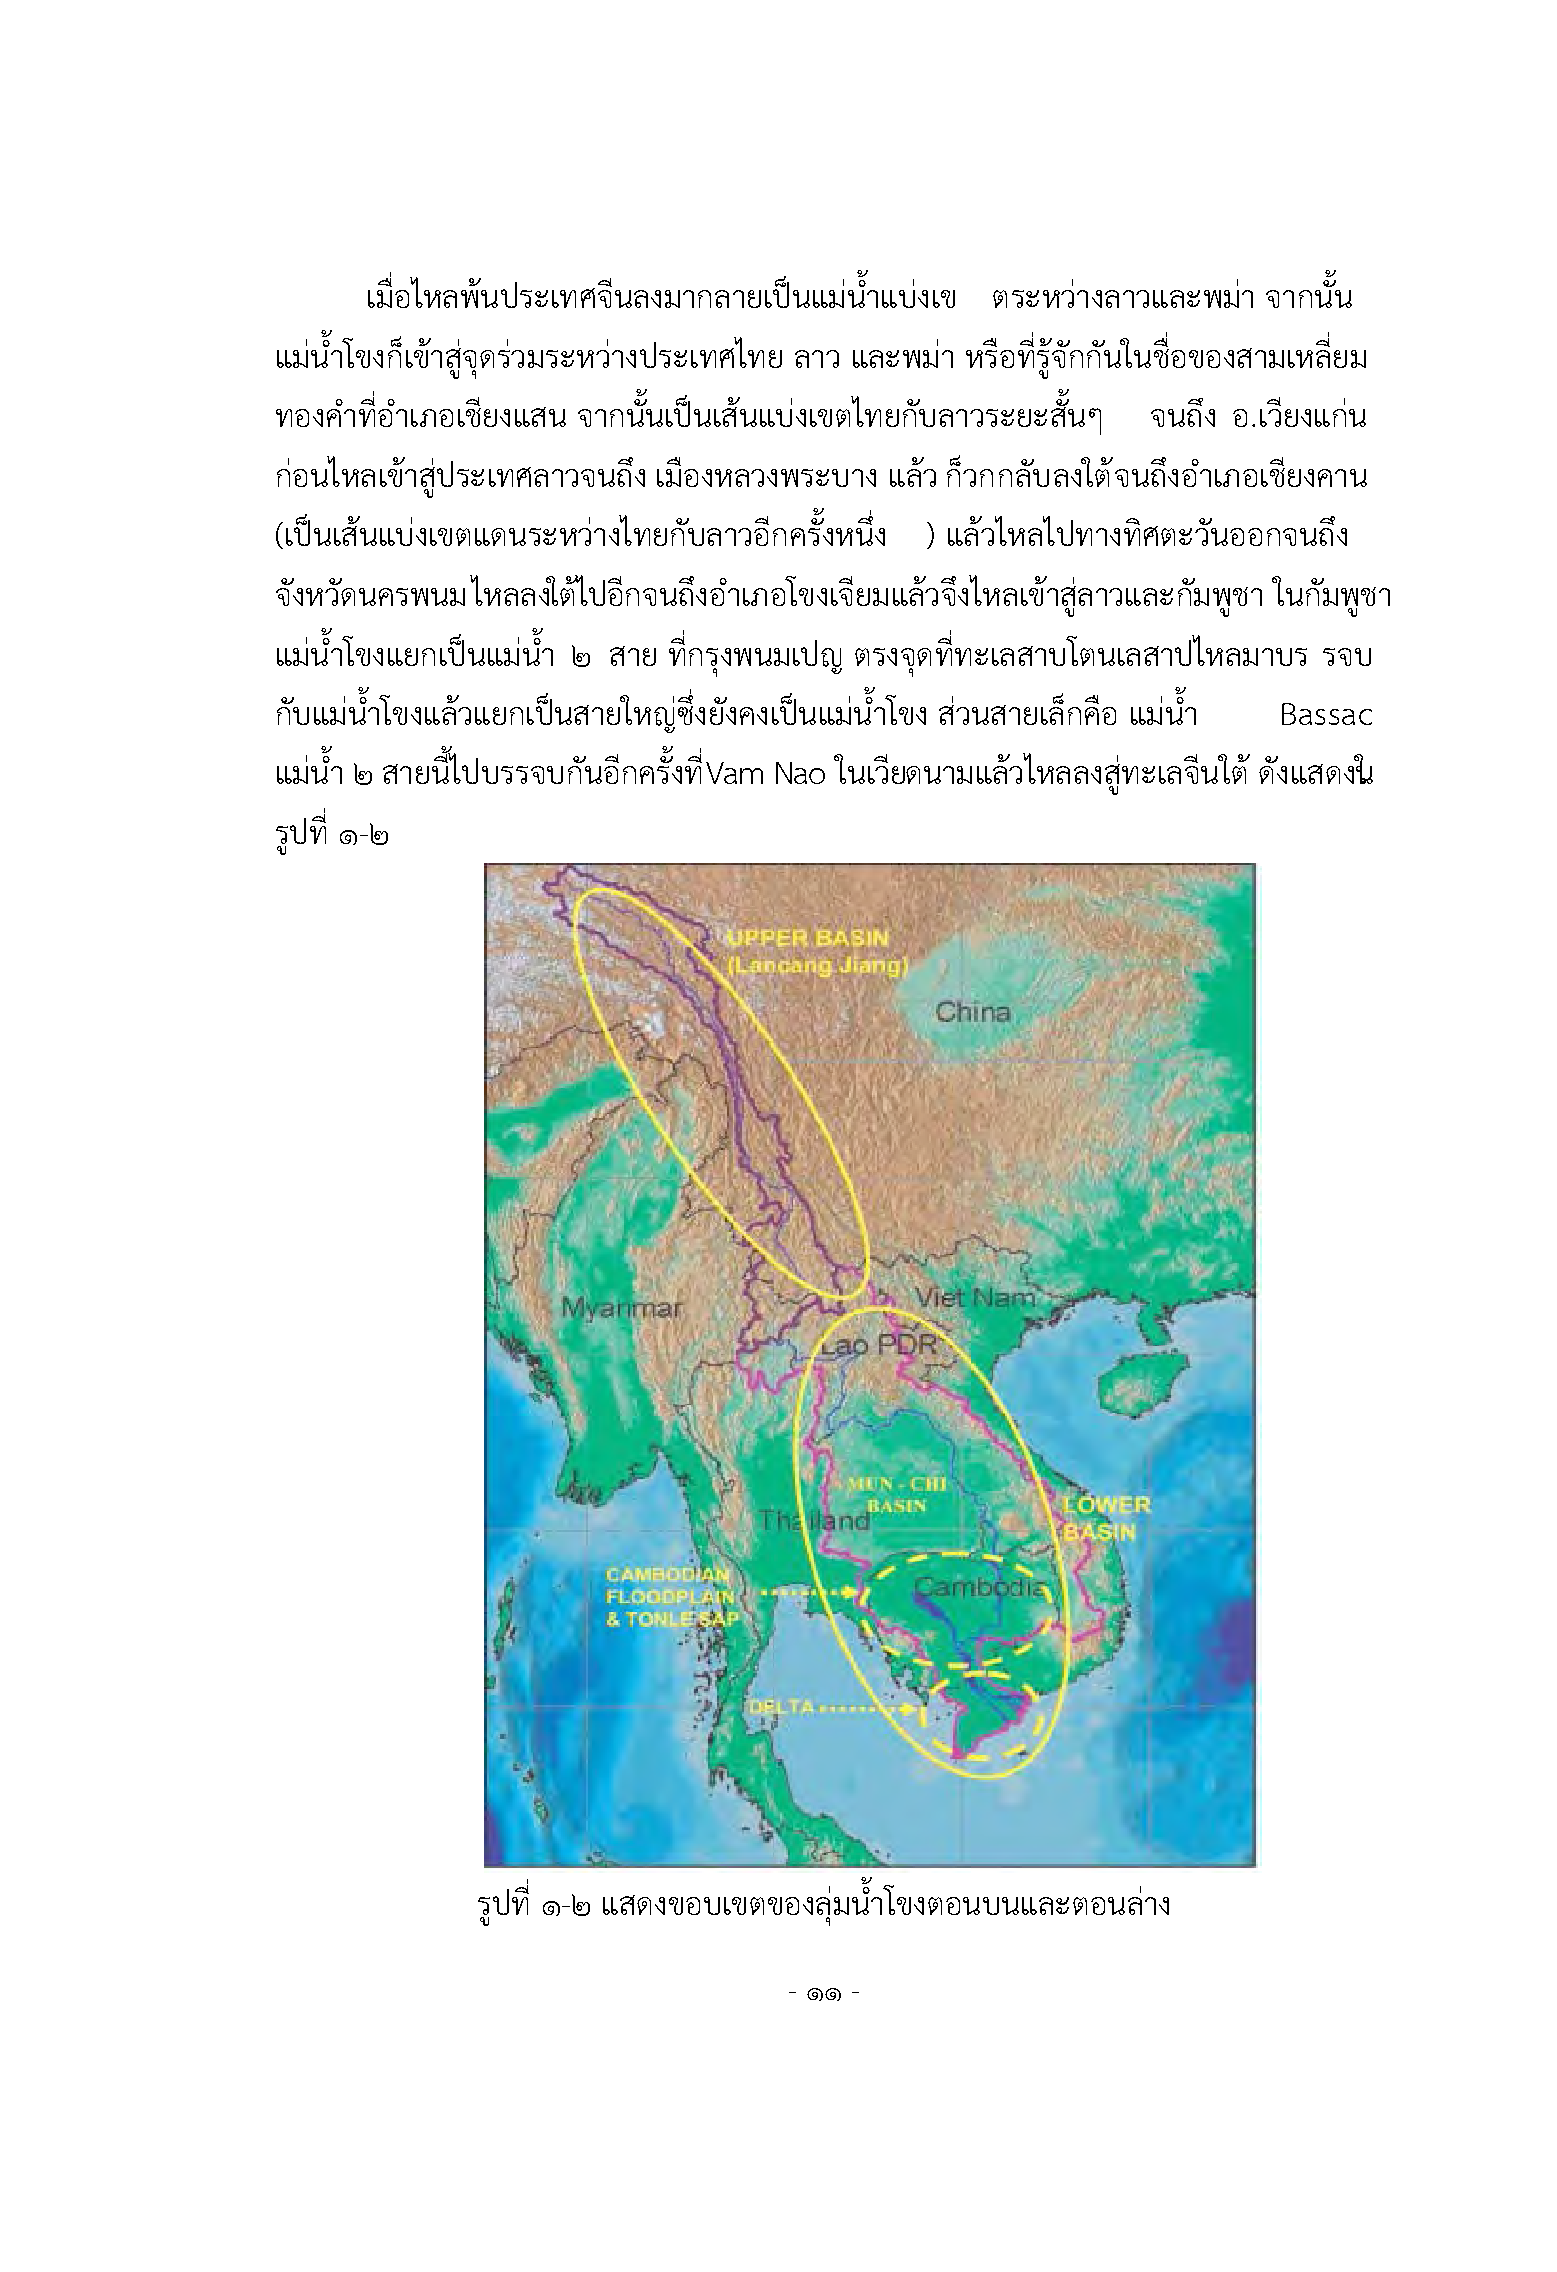 เมื่อไหลพ้นประเทศจีนลงมากลายเป็นแม่น้ำแบ่งเข ตระหว่างลาวและพม่า จากนั้น
แม่น้ำโขงก็เข้าสู่จุดร่วมระหว่างประเทศไทย ลาว และพม่า หรือที่รู้จักกันในชื่อของสามเหลี่ยม
ทองคำที่อำเภอเชียงแสน จากนั้นเป็นเส้นแบ่งเขตไทยกับลาวระยะสั้นๆ จนถึง อ.เวียงแก่น
ก่อนไหลเข้าสู่ประเทศลาวจนถึง เมืองหลวงพระบาง แล้ว ก็วกกลับลงใต้จนถึงอำเภอเชียงคาน
(เป็นเส้นแบ่งเขตแดนระหว่างไทยกับลาวอีกครั้งหนึ่ง ) แล้วไหลไปทางทิศตะวันออกจนถึง
จังหวัดนครพนมไหลลงใต้ไปอีกจนถึงอำเภอโขงเจียมแล้วจึงไหลเข้าสู่ลาวและกัมพูชา ในกัมพูชา
แม่น้ำโขงแยกเป็นแม่น้ำ ๒ สาย ที่กรุงพนมเปญ ตรงจุดที่ทะเลสาบโตนเลสาปไหลมาบร รจบ
กับแม่น้ำโขงแล้วแยกเป็นสายใหญ่ซึ่งยังคงเป็นแม่น้ำโขง ส่วนสายเล็กคือ แม่น้ำ Bassac
แม่น้ำ ๒ สายนี้ไปบรรจบกันอีกครั้งที่Vam Nao ในเวียดนามแล้วไหลลงสู่ทะเลจีนใต้ ดังแสดงใน
รูปที่ ๑-๒
UPPER BASIN
(Lancang Jiang)
China
Myanmar
Viet Nam
Lao PDR
MUN - CHI
BASIN
Thailand
LOWER
BASIN
CAMBODIAN
FLOODPLAIN
& TONLE SAP
Cambodia
DELTA
รูปที่ ๑-๒ แสดงขอบเขตของลุ่มน้ำโขงตอนบนและตอนล่าง
- ๑๑ -